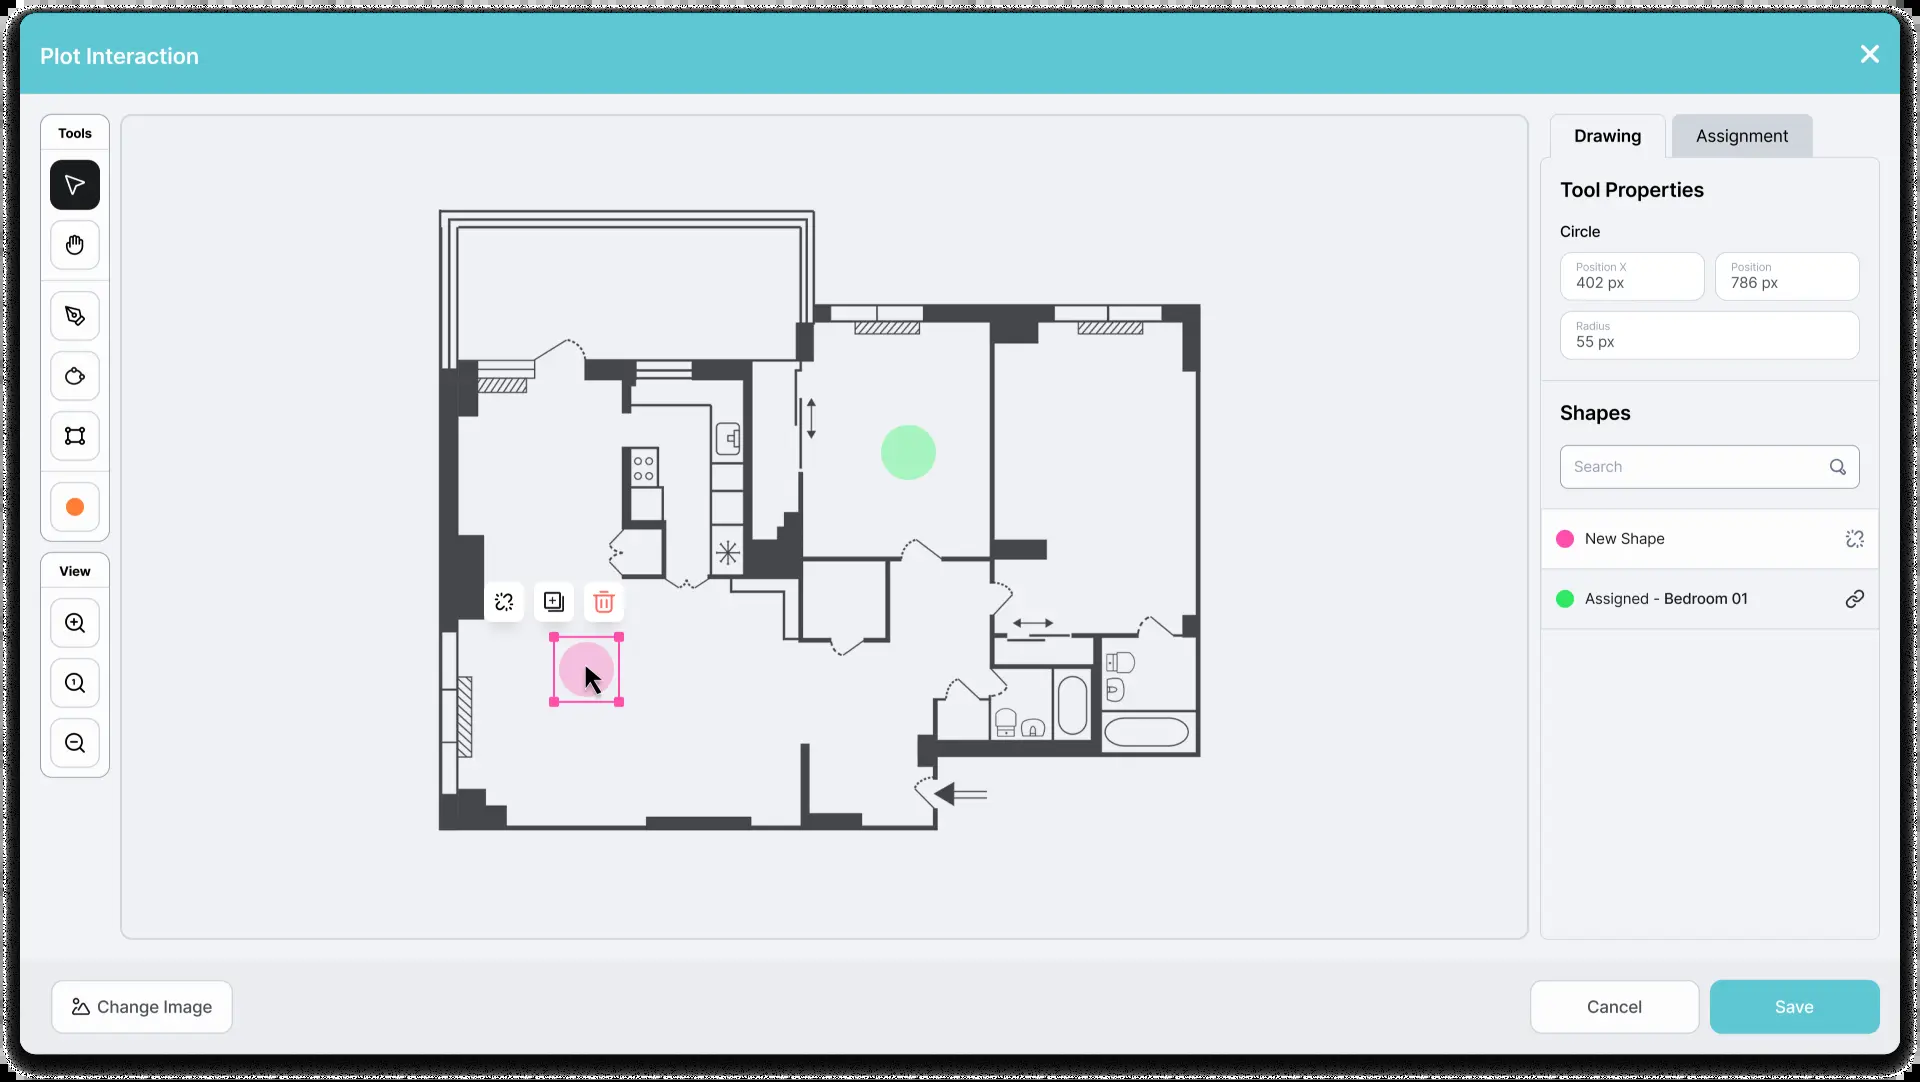 Plot Interaction
Tools
View
1
Change Image
Drawing
Assignment
Tool Properties
Circle
Position X
402 px
Position
786 px
Radius
55 px
Shapes
Search
New Shape
Assigned - Bedroom 01
Cancel
Save